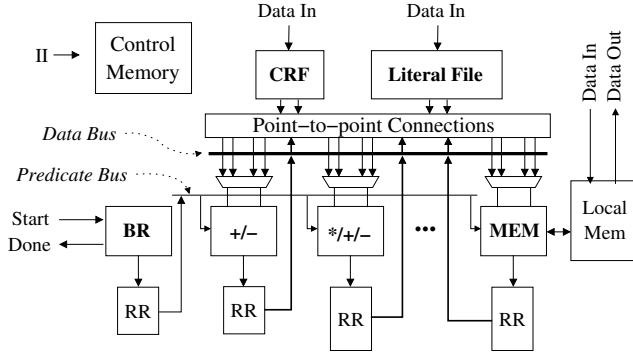 Data In
Data In
II
Control
Memory
CRF
Literal File
Data In
Data Out
Point-to-point Connections
Data Bus
Predicate Bus
Start
Done
BR
+/−
*/+/−
•••
MEM
Local
Mem
RR
RR
RR
RR